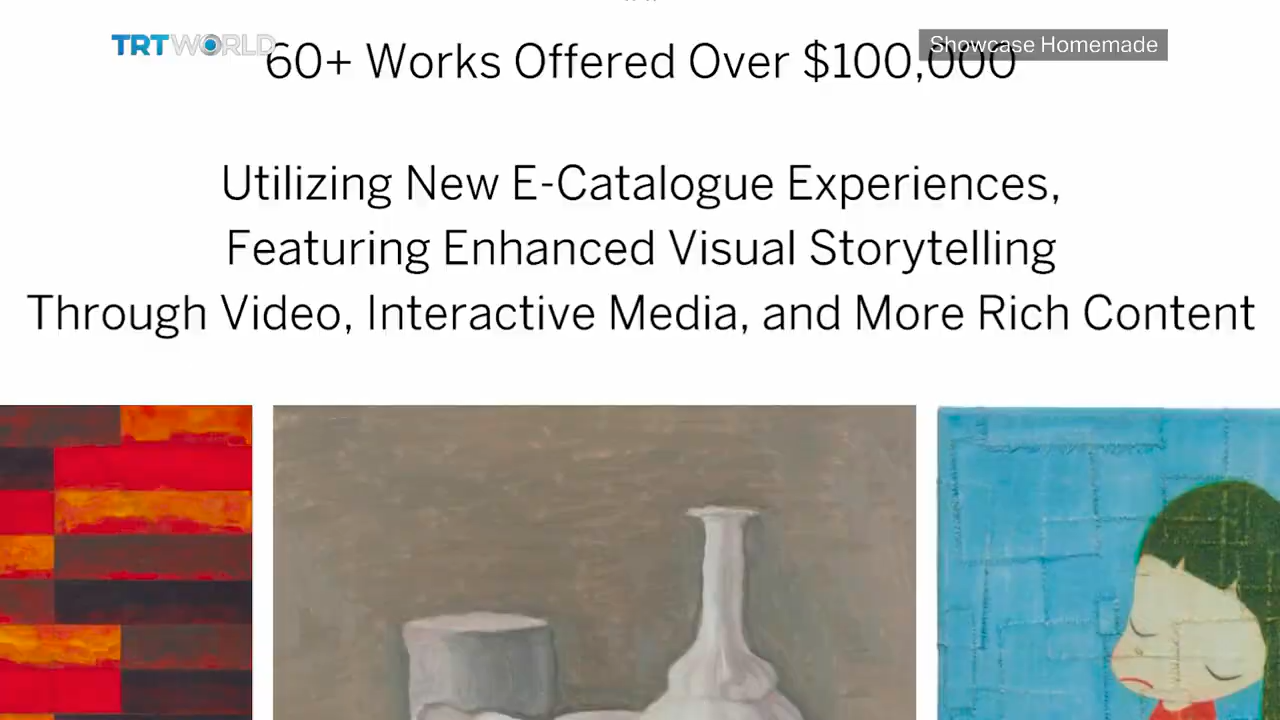 TRT WORLD
Showcase Homemade
60+ Works Offered Over $100,000
Utilizing New E-Catalogue Experiences,
Featuring Enhanced Visual Storytelling
Through Video, Interactive Media, and More Rich Content